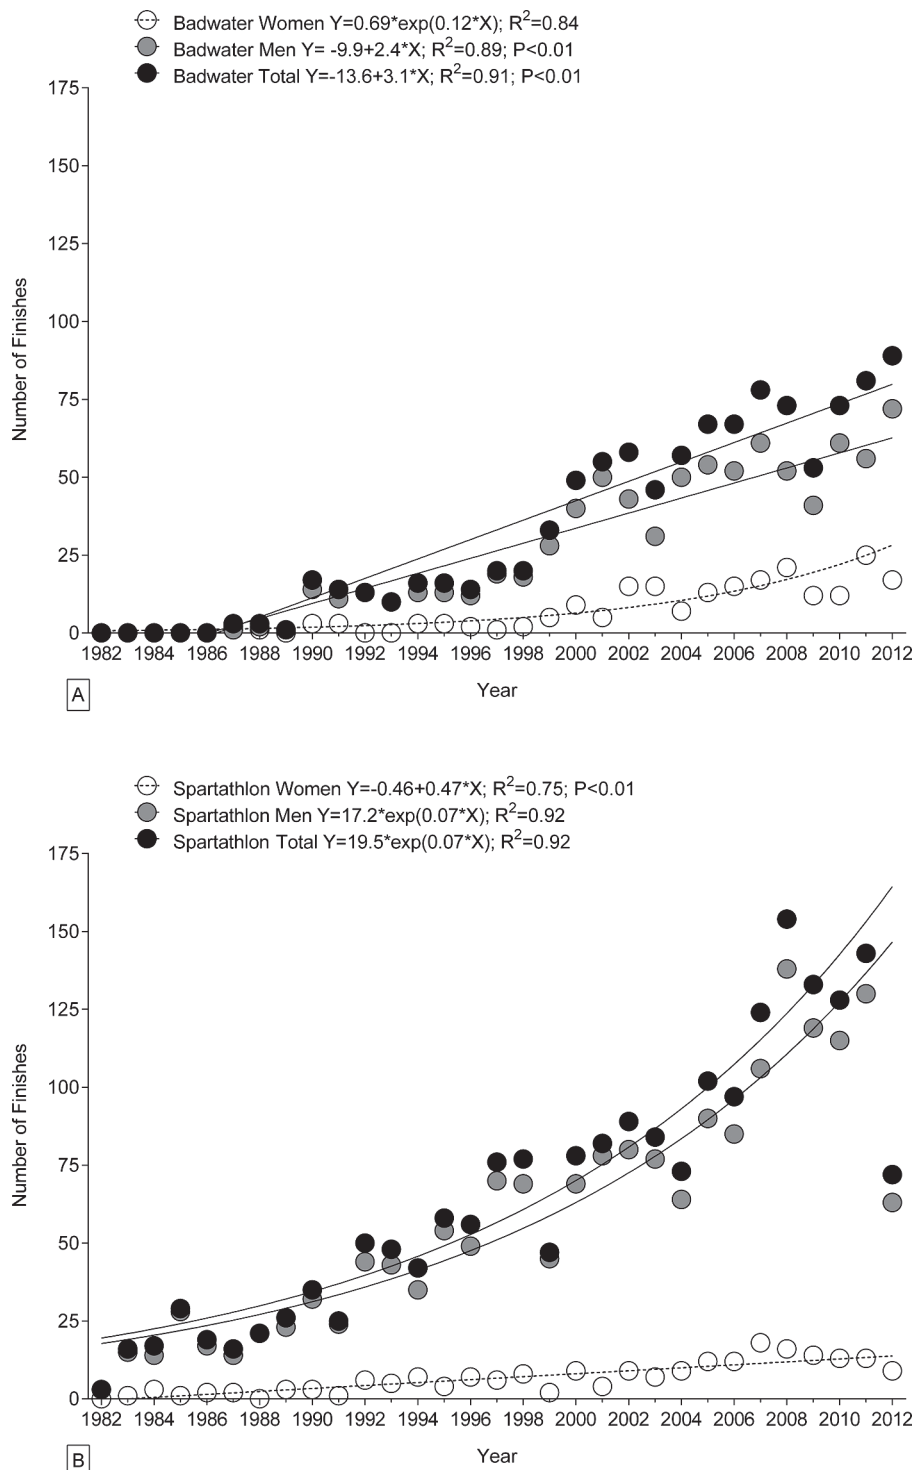 Badwater Women Y=0.69*exp(0.12*X); R²=0.84
Badwater Men Y= -9.9+2.4*X; R²=0.89; P<0.01
Badwater Total Y=-13.6+3.1*X; R²=0.91; P<0.01
175
150
125
100
75
50
25
0
Number of Finishes
1982 1984 1986 1988 1990 1992 1994 1996 1998 2000 2002 2004 2006 2008 2010 2012
Year
A
Spartathlon Women Y=-0.46+0.47*X; R²=0.75; P<0.01
Spartathlon Men Y=17.2*exp(0.07*X); R²=0.92
Spartathlon Total Y=19.5*exp(0.07*X); R²=0.92
175
150
125
100
75
50
25
0
Number of Finishes
1982 1984 1986 1988 1990 1992 1994 1996 1998 2000 2002 2004 2006 2008 2010 2012
Year
B